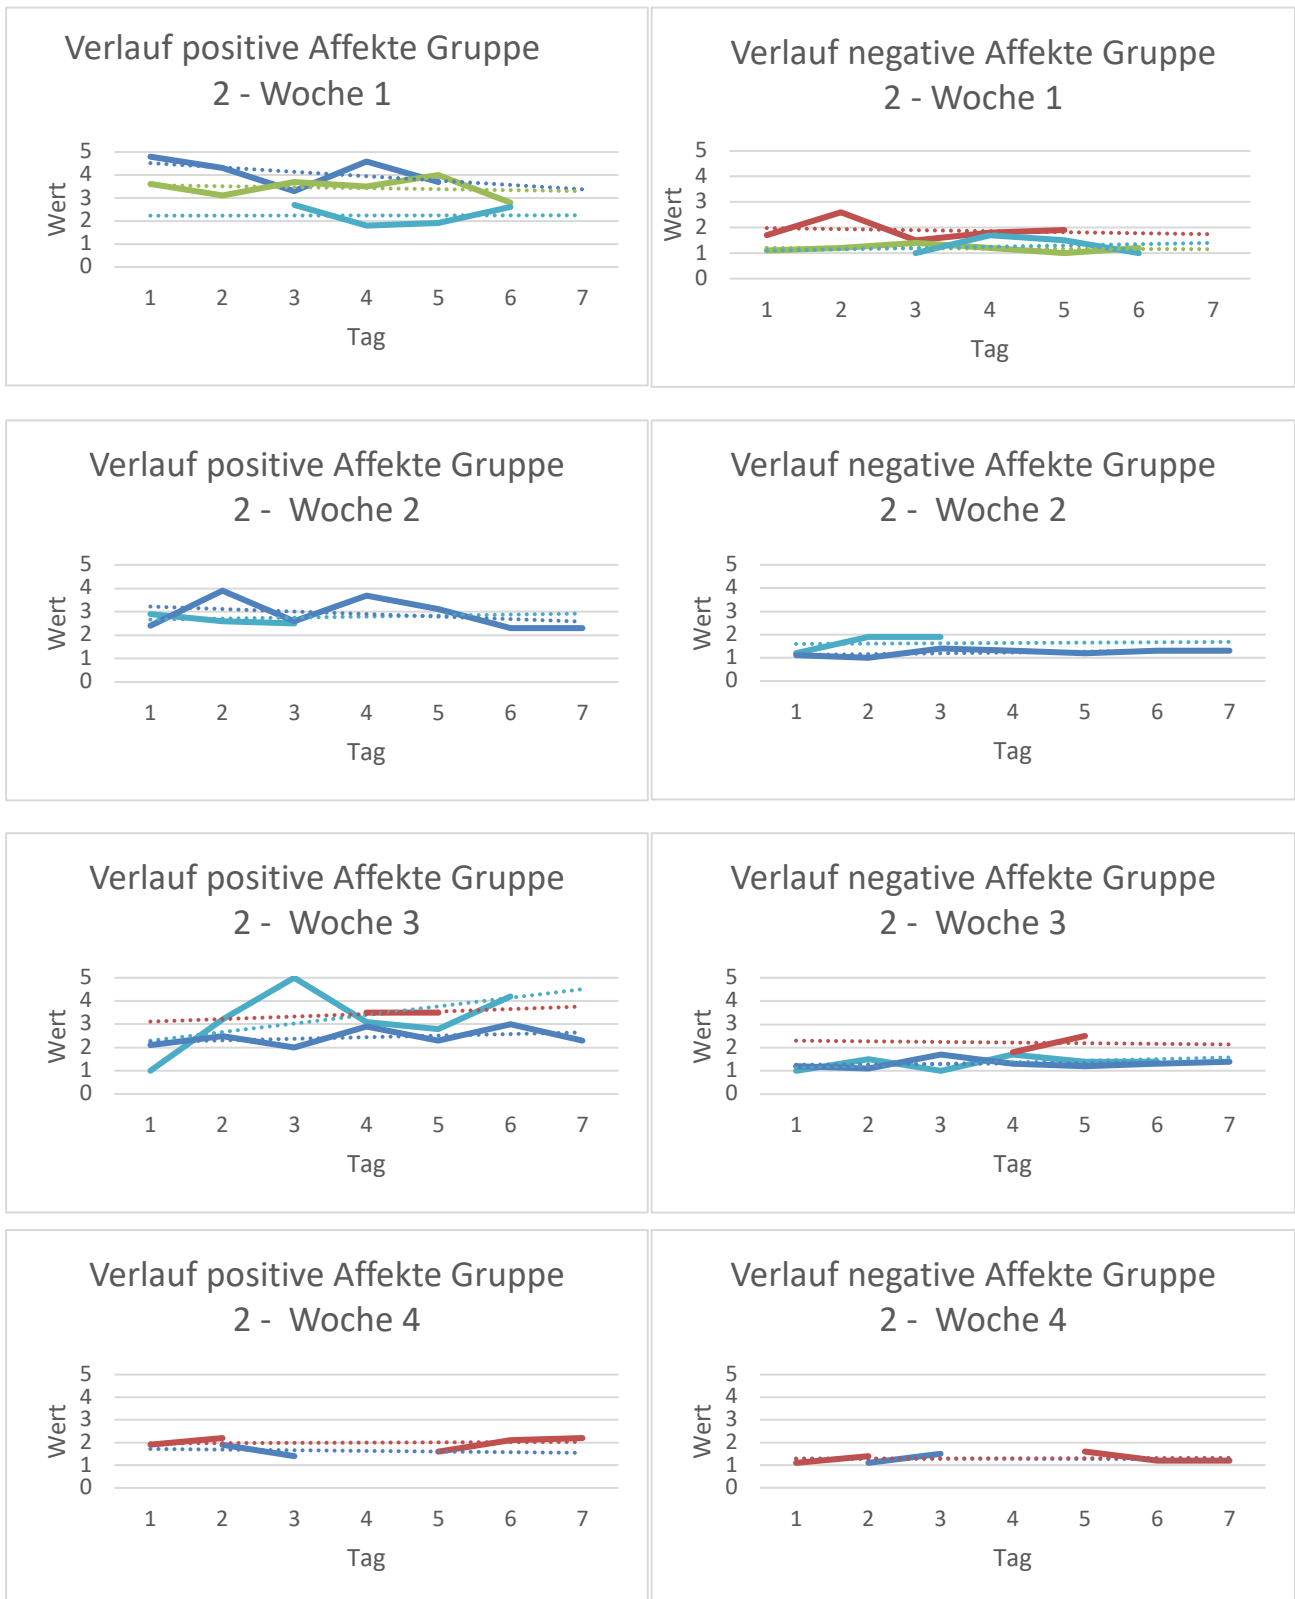 Verlauf positive Affekte Gruppe
2 - Woche 1
5
4
3
2
1
0
Wert
1 2 3 4 5 6 7
Tag
Verlauf negative Affekte Gruppe
2 - Woche 1
5
4
3
2
1
0
Wert
1 2 3 4 5 6 7
Tag
Verlauf positive Affekte Gruppe
2 - Woche 2
5
4
3
2
1
0
Wert
1 2 3 4 5 6 7
Tag
Verlauf negative Affekte Gruppe
2 - Woche 2
5
4
3
2
1
0
Wert
1 2 3 4 5 6 7
Tag
Verlauf positive Affekte Gruppe
2 - Woche 3
5
4
3
2
1
0
Wert
1 2 3 4 5 6 7
Tag
Verlauf negative Affekte Gruppe
2 - Woche 3
5
4
3
2
1
0
Wert
1 2 3 4 5 6 7
Tag
Verlauf positive Affekte Gruppe
2 - Woche 4
5
4
3
2
1
0
Wert
1 2 3 4 5 6 7
Tag
Verlauf negative Affekte Gruppe
2 - Woche 4
5
4
3
2
1
0
Wert
1 2 3 4 5 6 7
Tag